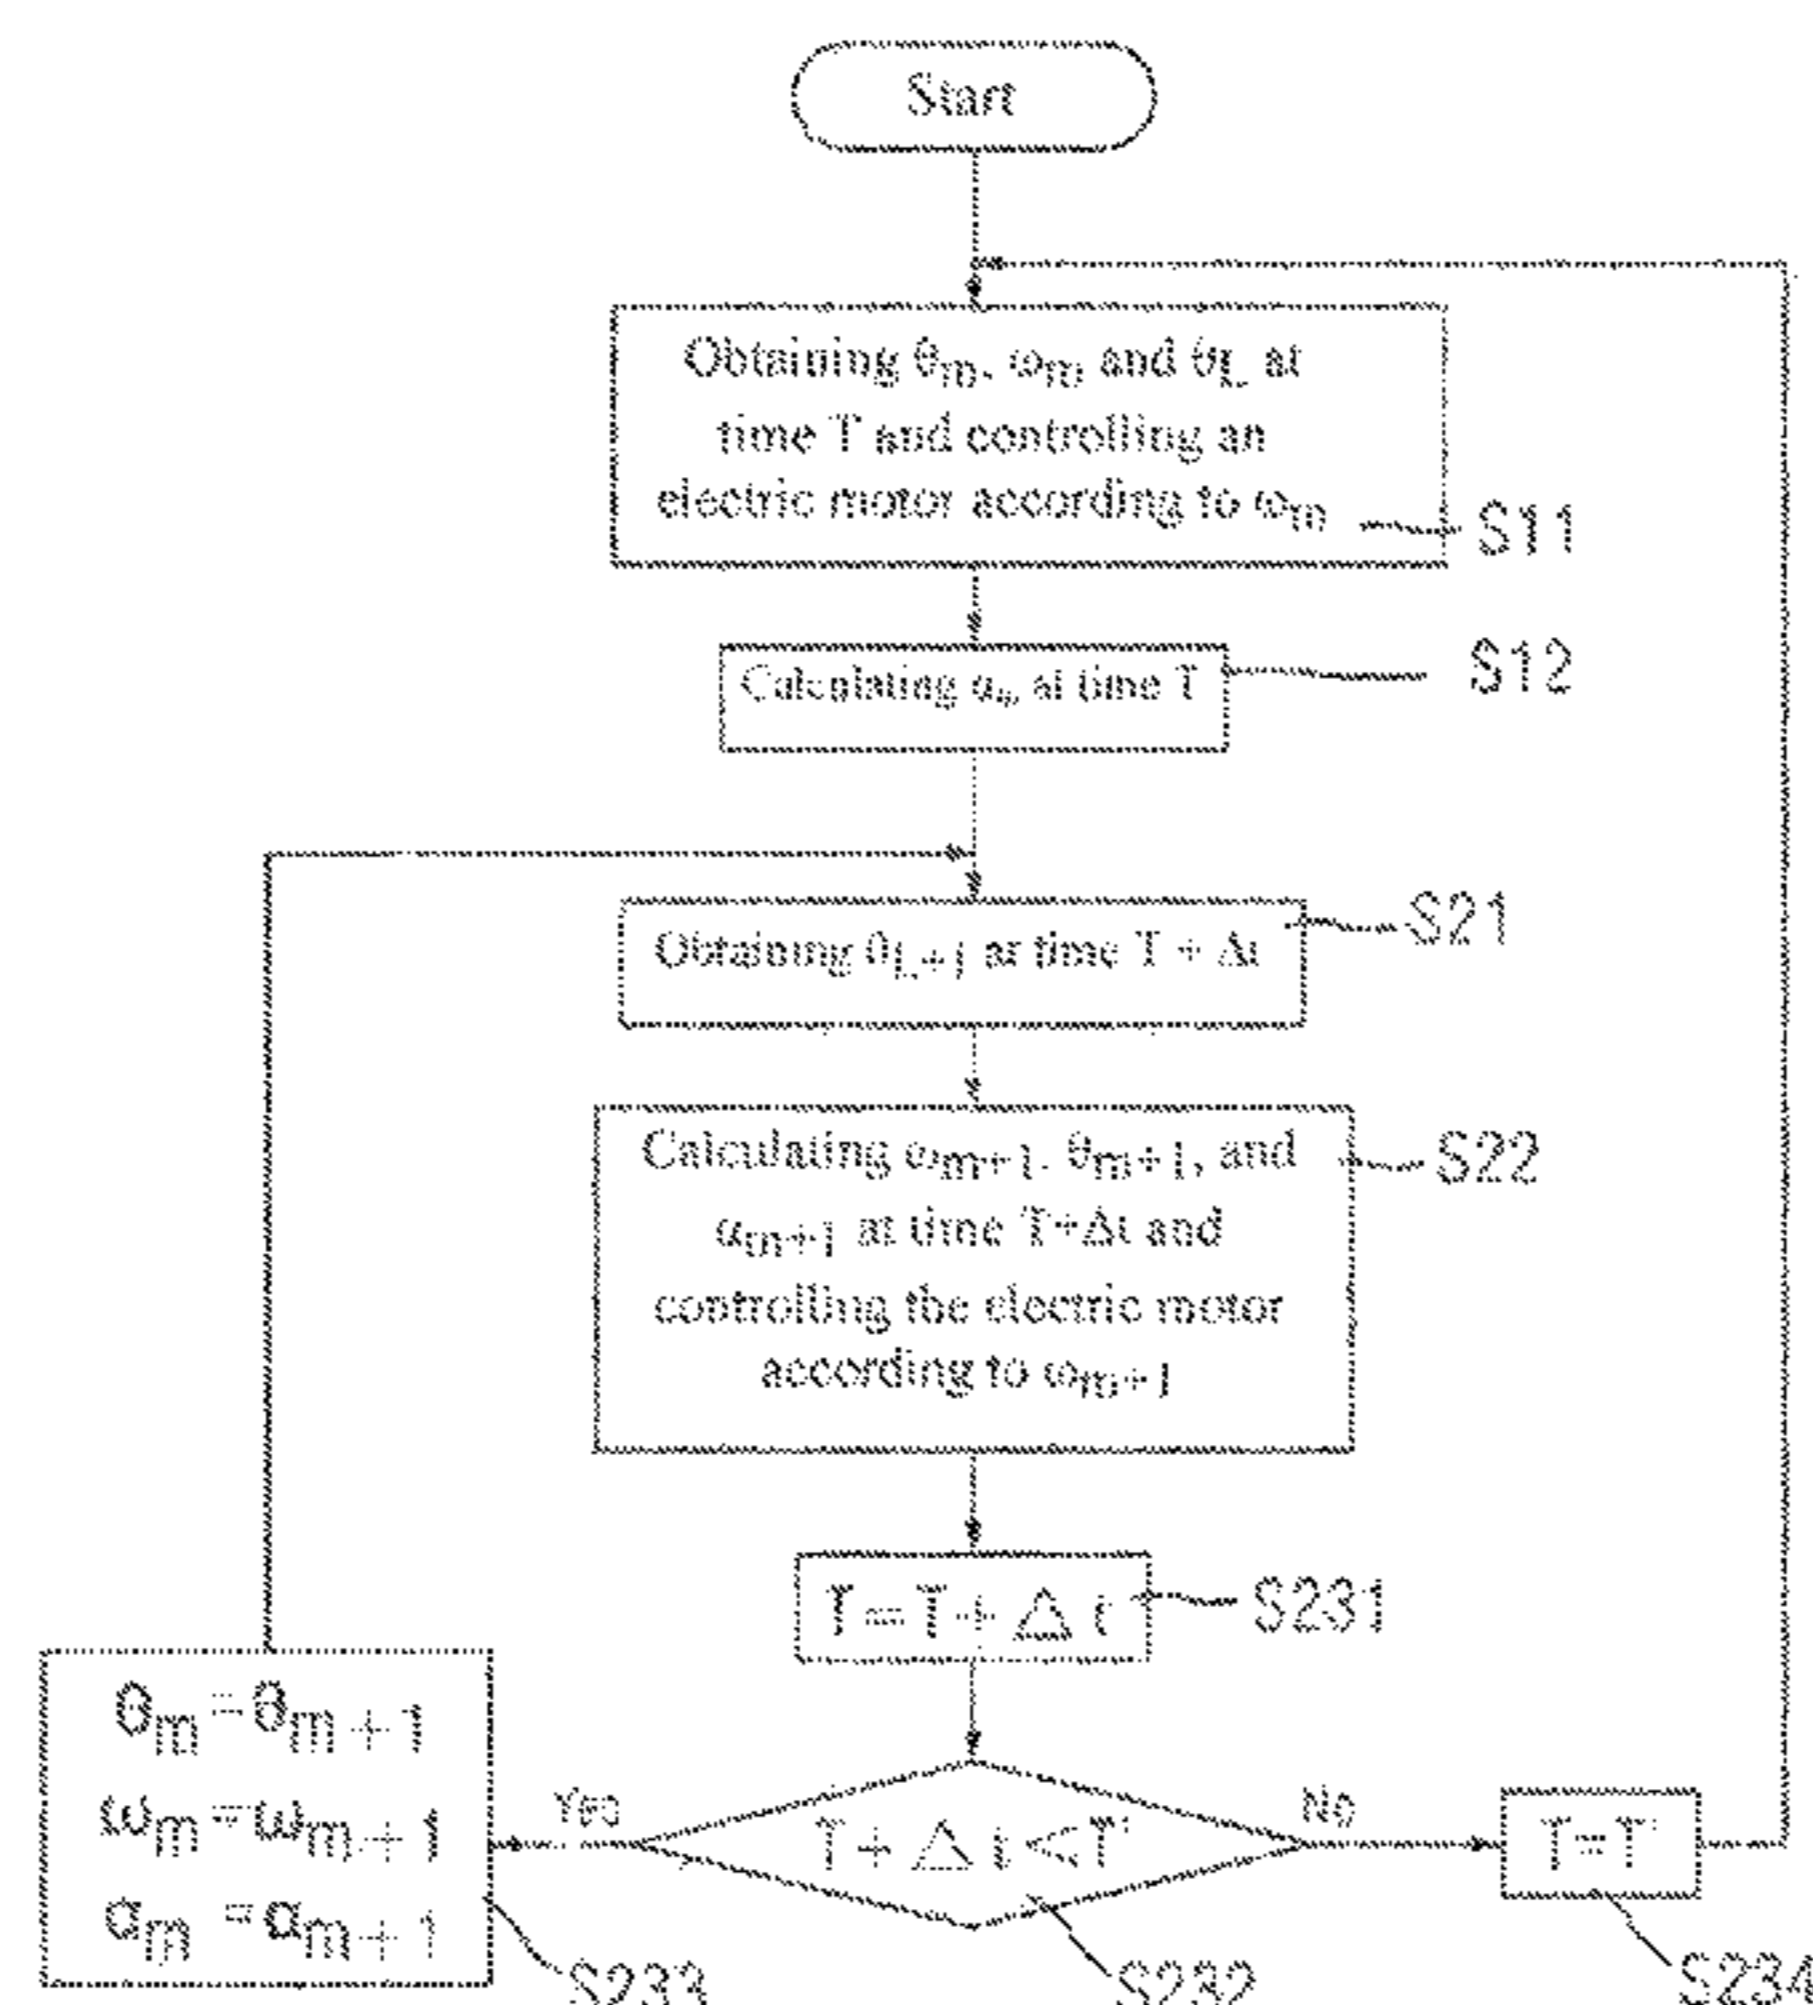 Start
Obtaining θm, ωm and θL at
time T and controlling an
electric motor according to ωm
S11
Calculating αm at time T
S12
Obtaining θL+1 at time T + Δt
S21
Calculating ωm+1, θm+1, and
αm+1 at time T+Δt and
controlling the electric motor
according to ωm+1
S22
T=T+△t
S231
θm=θm+1
ωm=ωm+1
αm=αm+1
S233
Yes
T+△t<T'
S232
No
T=T'
S234